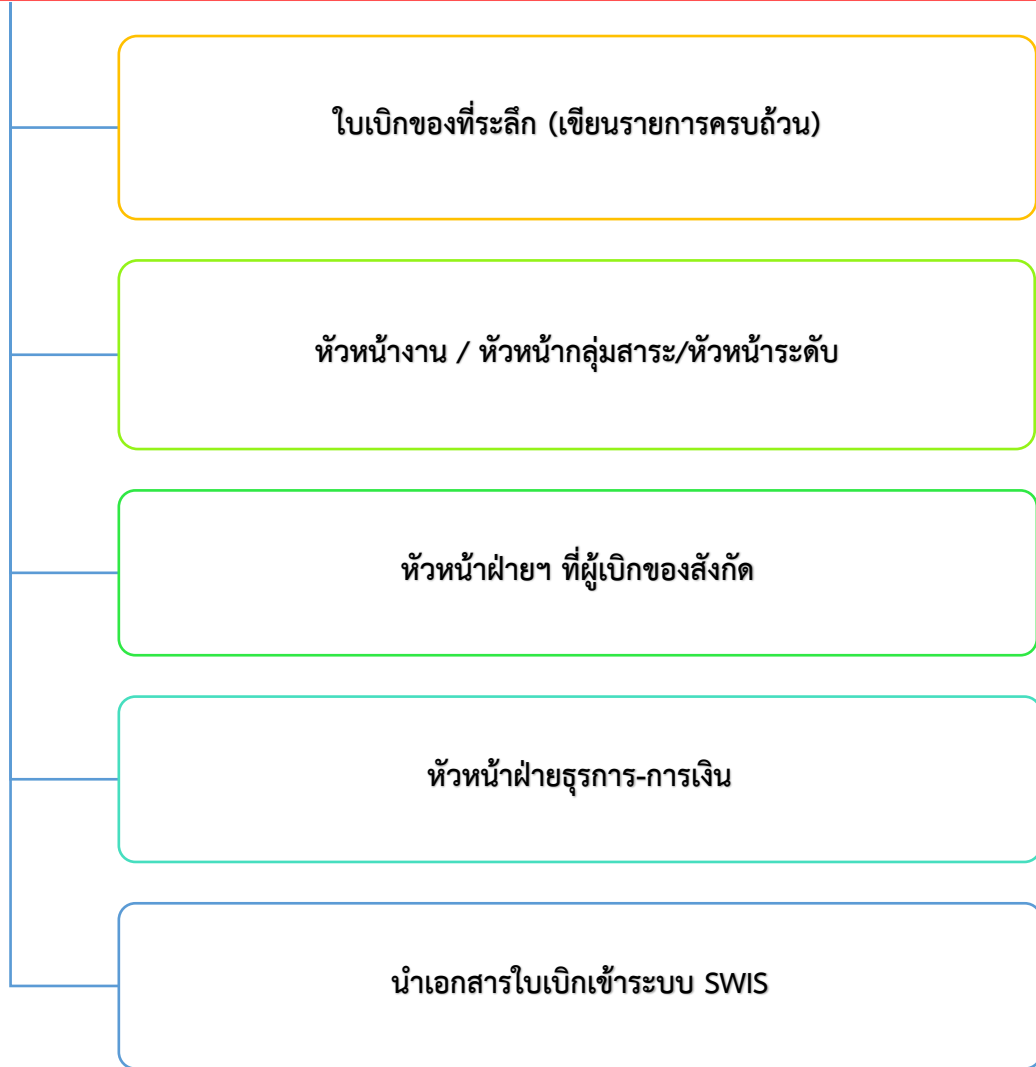 ใบเบิกของที่ระลึก (เขียนรายการครบถ้วน)
หัวหน้างาน / หัวหน้ากลุ่มสาระ/หัวหน้าระดับ
หัวหน้าฝ่ายฯ ที่ผู้เบิกของสังกัด
หัวหน้าฝ่ายธุรการ-การเงิน
นำเอกสารใบเบิกเข้าระบบ SWIS